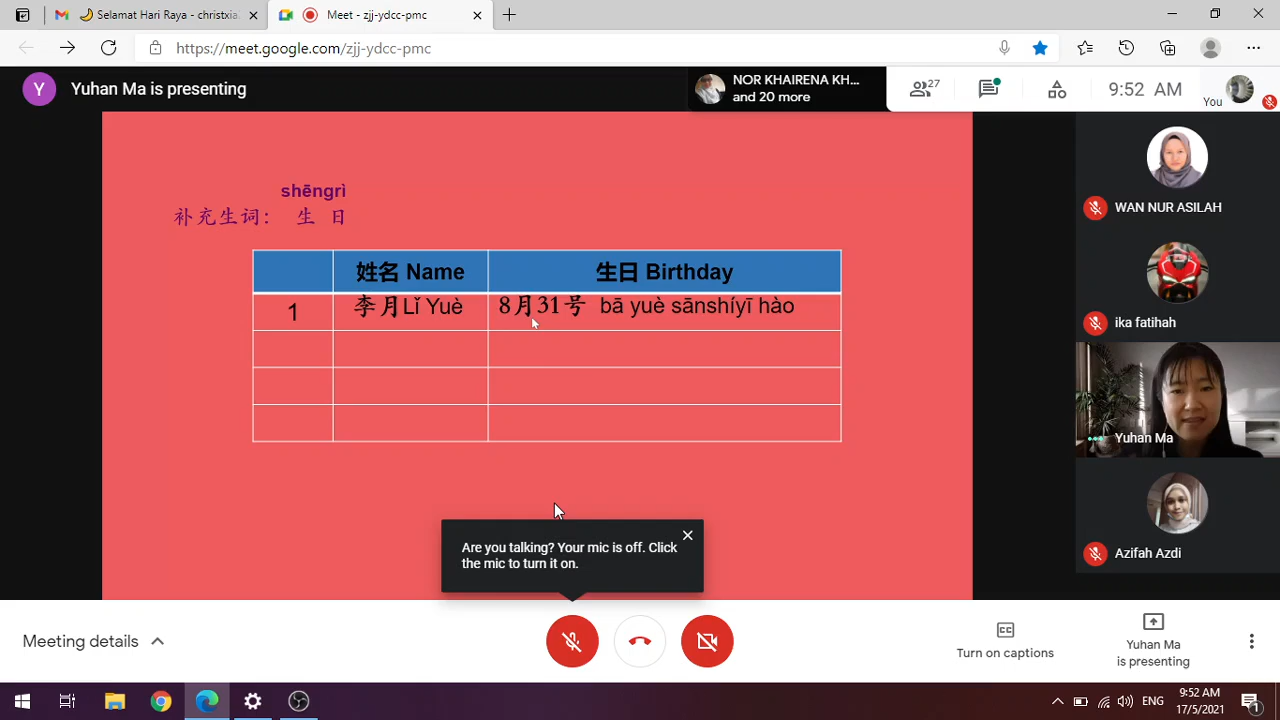 🌙 Selamat Hari Raya - christxia
Meet - zjj-ydcc-pmc
https://meet.google.com/zjj-ydcc-pmc
Y
Yuhan Ma is presenting
NOR KHAIRENA KH...
and 20 more
27
9:52 AM
You
shēngrì
补充生词： 生 日
姓名 Name
生日 Birthday
1
李月Lǐ Yuè
8月31号 bā yuè sānshíyī hào
WAN NUR ASILAH
ika fatihah
Yuhan Ma
Azifah Azdi
Are you talking? Your mic is off. Click
the mic to turn it on.
Meeting details
CC
Turn on captions
Yuhan Ma
is presenting
ENG
9:52 AM
17/5/2021
1